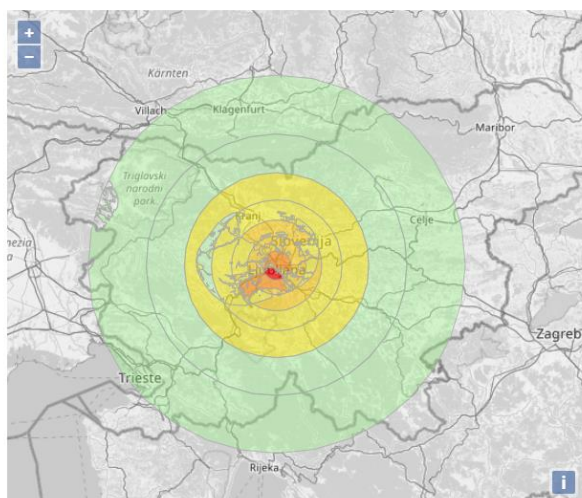 +
−
Kärnten
Villach
Klagenfurt
Maribor
Triglavski
narodni
park
Kranj
Celje
Slovenija
Ljubljana
Zagreb
Trieste
Rijeka
i